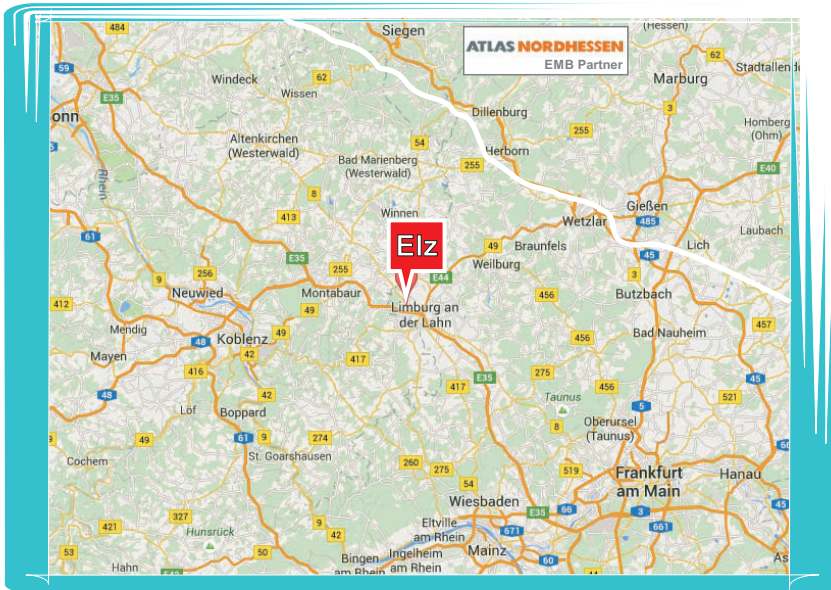 484
Siegen
(Hessen)
ATLAS NORDHESSEN
EMB Partner
62
59
Windeck
62
Wissen
Marburg
Stadtallend
E35
3
Dillenburg
onn
Homberg
(Ohm)
255
Altenkirchen
(Westerwald)
54
Herborn
Bad Marienberg
(Westerwald)
255
E40
Rhein
8
Gießen
413
Winnen
Wetzlar
485
61
Elz
49
Braunfels
Lich
Laubach
45
E35
255
Weilburg
256
9
E44
3
Neuwied
Montabaur
456
Butzbach
412
49
Limburg an
der Lahn
457
Mendig
49
Bad Nauheim
48
Koblenz
456
Mayen
42
417
416
275
E35
45
417
456
48
42
Taunus
521
Löf
Boppard
5
8
Oberursel
(Taunus)
61
9
274
49
66
St. Goarshausen
Cochem
260
275
519
Frankfurt
am Main
Hanau
54
Wiesbaden
45
E35
66
3
327
9
Eltville
am Rhein
671
661
421
42
Hunsrück
53
50
Bingen
am Rhein
Ingelheim
am Rhein
Mainz
60
Hahn
As
44